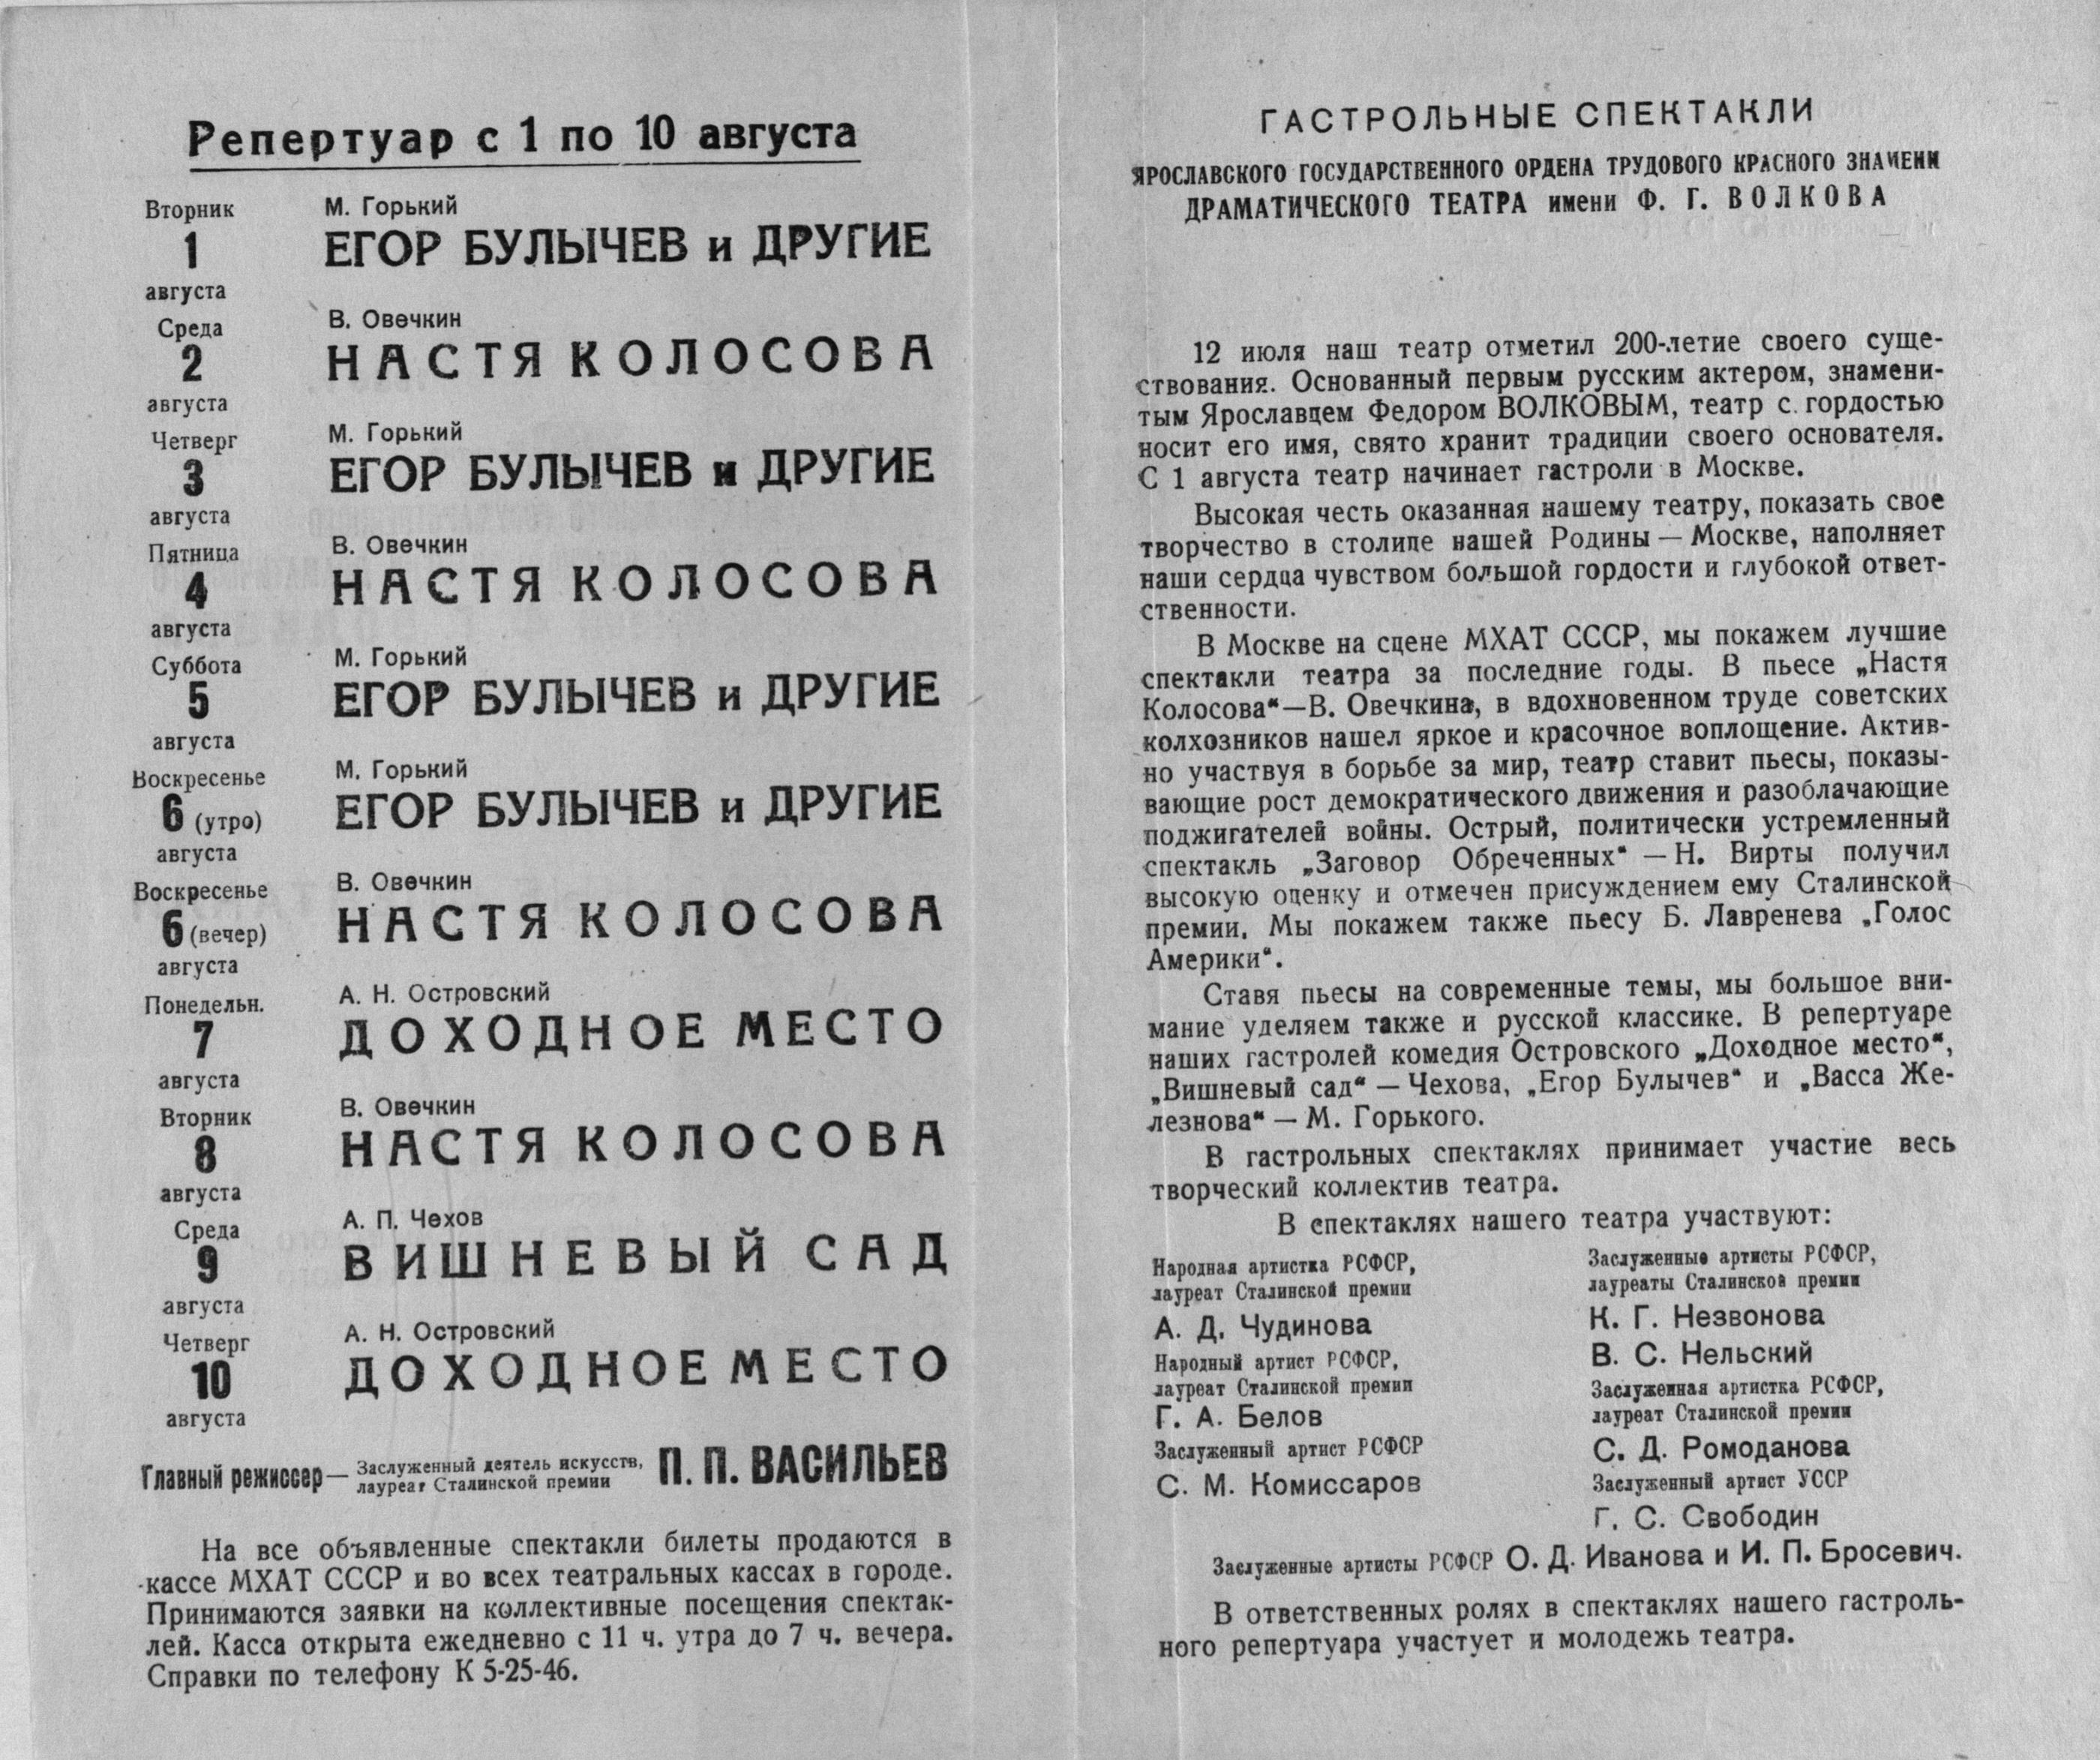 Репертуар с 1 по 10 августа
Вторник
1
августа
М. Горький
ЕГОР БУЛЫЧЕВ и ДРУГИЕ
Среда
2
августа
В. Овечкин
НАСТЯ КОЛОСОВА
Четверг
3
августа
М. Горький
ЕГОР БУЛЫЧЕВ и ДРУГИЕ
Пятница
4
августа
В. Овечкин
НАСТЯ КОЛОСОВА
Суббота
5
августа
М. Горький
ЕГОР БУЛЫЧЕВ и ДРУГИЕ
Воскресенье
6 (утро)
августа
М. Горький
ЕГОР БУЛЫЧЕВ и ДРУГИЕ
Воскресенье
6 (вечер)
августа
В. Овечкин
НАСТЯ КОЛОСОВА
Понедельн.
7
августа
А. Н. Островский
ДОХОДНОЕ МЕСТО
Вторник
8
августа
В. Овечкин
НАСТЯ КОЛОСОВА
Среда
9
августа
А. П. Чехов
ВИШНЕВЫЙ САД
Четверг
10
августа
А. Н. Островский
ДОХОДНОЕ МЕСТО
Главный режиссер— Заслуженный деятель искусств, лауреат Сталинской премии П. П. ВАСИЛЬЕВ
На все объявленные спектакли билеты продаются в
кассе МХАТ СССР и во всех театральных кассах в городе.
Принимаются заявки на коллективные посещения спектак-
лей. Касса открыта ежедневно с 11 ч. утра до 7 ч. вечера.
Справки по телефону К 5-25-46.
ГАСТРОЛЬНЫЕ СПЕКТАКЛИ
ЯРОСЛАВСКОГО ГОСУДАРСТВЕННОГО ОРДЕНА ТРУДОВОГО КРАСНОГО ЗНАМЕНИ
ДРАМАТИЧЕСКОГО ТЕАТРА имени Ф. Г. ВОЛКОВА
12 июля наш театр отметил 200-летие своего суще-
ствования. Основанный первым русским актером, знамени-
тым Ярославцем Федором ВОЛКОВЫМ, театр с гордостью
носит его имя, свято хранит традиции своего основателя.
С 1 августа театр начинает гастроли в Москве.
Высокая честь оказанная нашему театру, показать свое
творчество в столице нашей Родины — Москве, наполняет
наши сердца чувством большой гордости и глубокой ответ-
ственности.
В Москве на сцене МХАТ СССР, мы покажем лучшие
спектакли театра за последние годы. В пьесе „Настя
Колосова“—В. Овечкина, в вдохновенном труде советских
колхозников нашел яркое и красочное воплощение. Актив-
но участвуя в борьбе за мир, театр ставит пьесы, показы-
вающие рост демократического движения и разоблачающие
поджигателей войны. Острый, политически устремленный
спектакль „Заговор Обреченных“ — Н. Вирты получил
высокую оценку и отмечен присуждением ему Сталинской
премии. Мы покажем также пьесу Б. Лавренева „Голос
Америки“.
Ставя пьесы на современные темы, мы большое вни-
мание уделяем также и русской классике. В репертуаре
наших гастролей комедия Островского „Доходное место“,
„Вишневый сад“ — Чехова, „Егор Булычев“ и „Васса Же-
лезнова“ — М. Горького.
В гастрольных спектаклях принимает участие весь
творческий коллектив театра.
В спектаклях нашего театра участвуют:
Народная артистка РСФСР,
лауреат Сталинской премии
А. Д. Чудинова
Народный артист РСФСР,
лауреат Сталинской премии
Г. А. Белов
Заслуженный артист РСФСР
С. М. Комиссаров
Заслуженные артисты РСФСР,
лауреаты Сталинской премии
К. Г. Незвонова
В. С. Нельский
Заслуженная артистка РСФСР,
лауреат Сталинской премии
С. Д. Ромоданова
Заслуженный артист УССР
Г. С. Свободин
Заслуженные артисты РСФСР О. Д. Иванова и И. П. Бросевич.
В ответственных ролях в спектаклях нашего гастроль-
ного репертуара участует и молодежь театра.